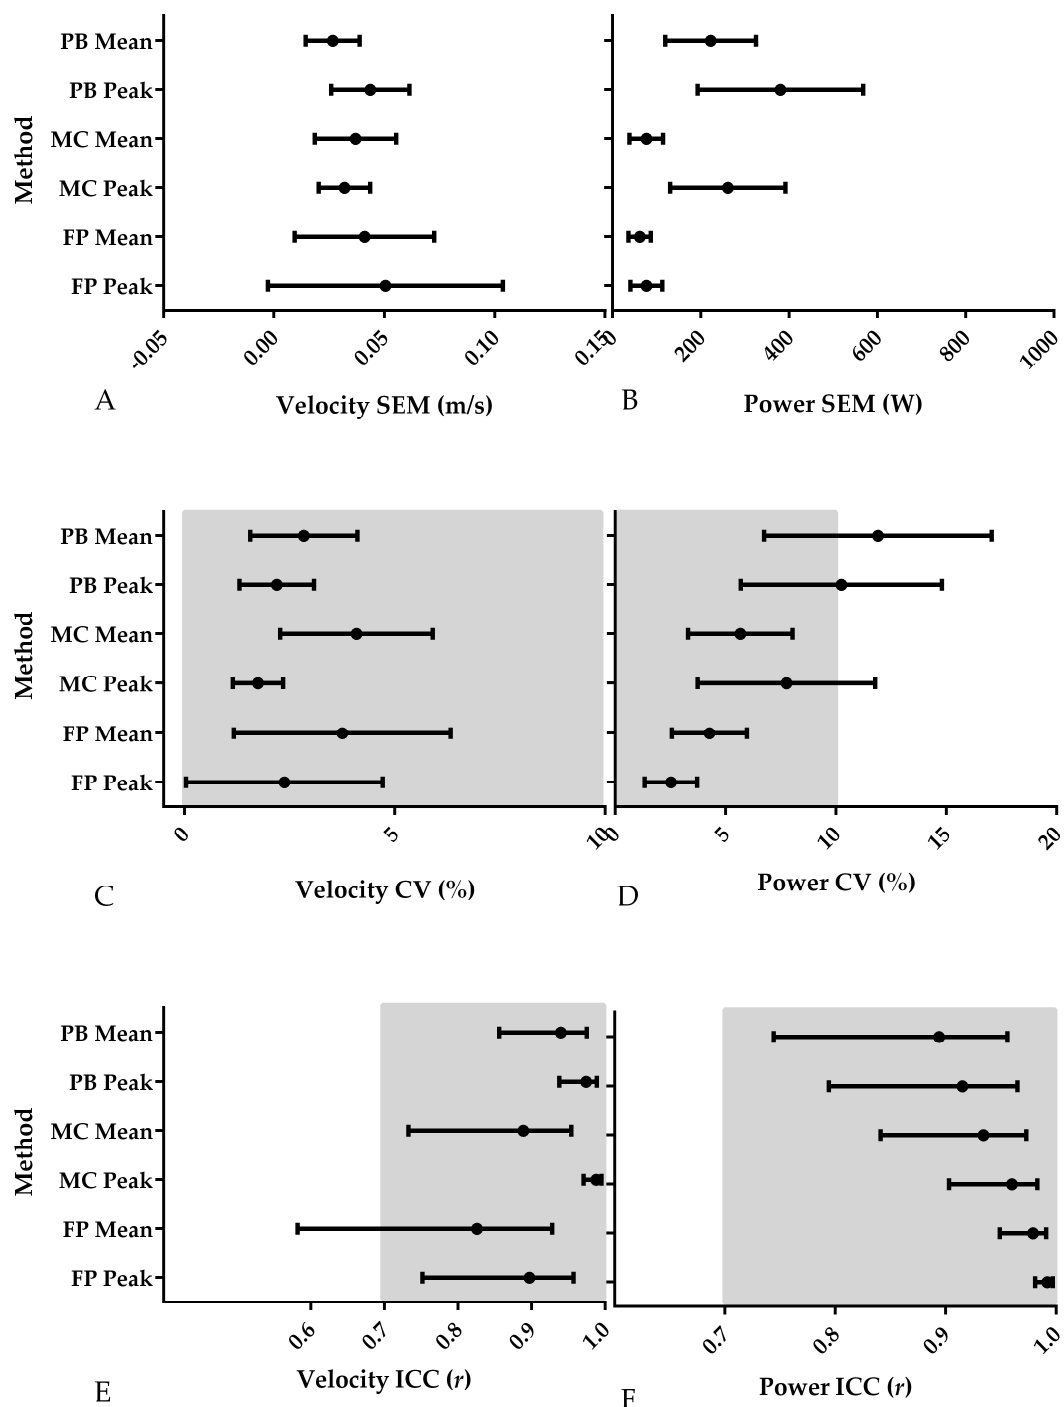 PB Mean
PB Peak
MC Mean
MC Peak
FP Mean
FP Peak
Method
-0.05 0.00 0.05 0.10 0.15
A Velocity SEM (m/s)
0 200 400 600 800 1000
B Power SEM (W)
PB Mean
PB Peak
MC Mean
MC Peak
FP Mean
FP Peak
Method
0 5 10
C Velocity CV (%)
0 5 10 15 20
D Power CV (%)
PB Mean
PB Peak
MC Mean
MC Peak
FP Mean
FP Peak
Method
0.6 0.7 0.8 0.9 1.0
E Velocity ICC (r)
0.7 0.8 0.9 1.0
F Power ICC (r)